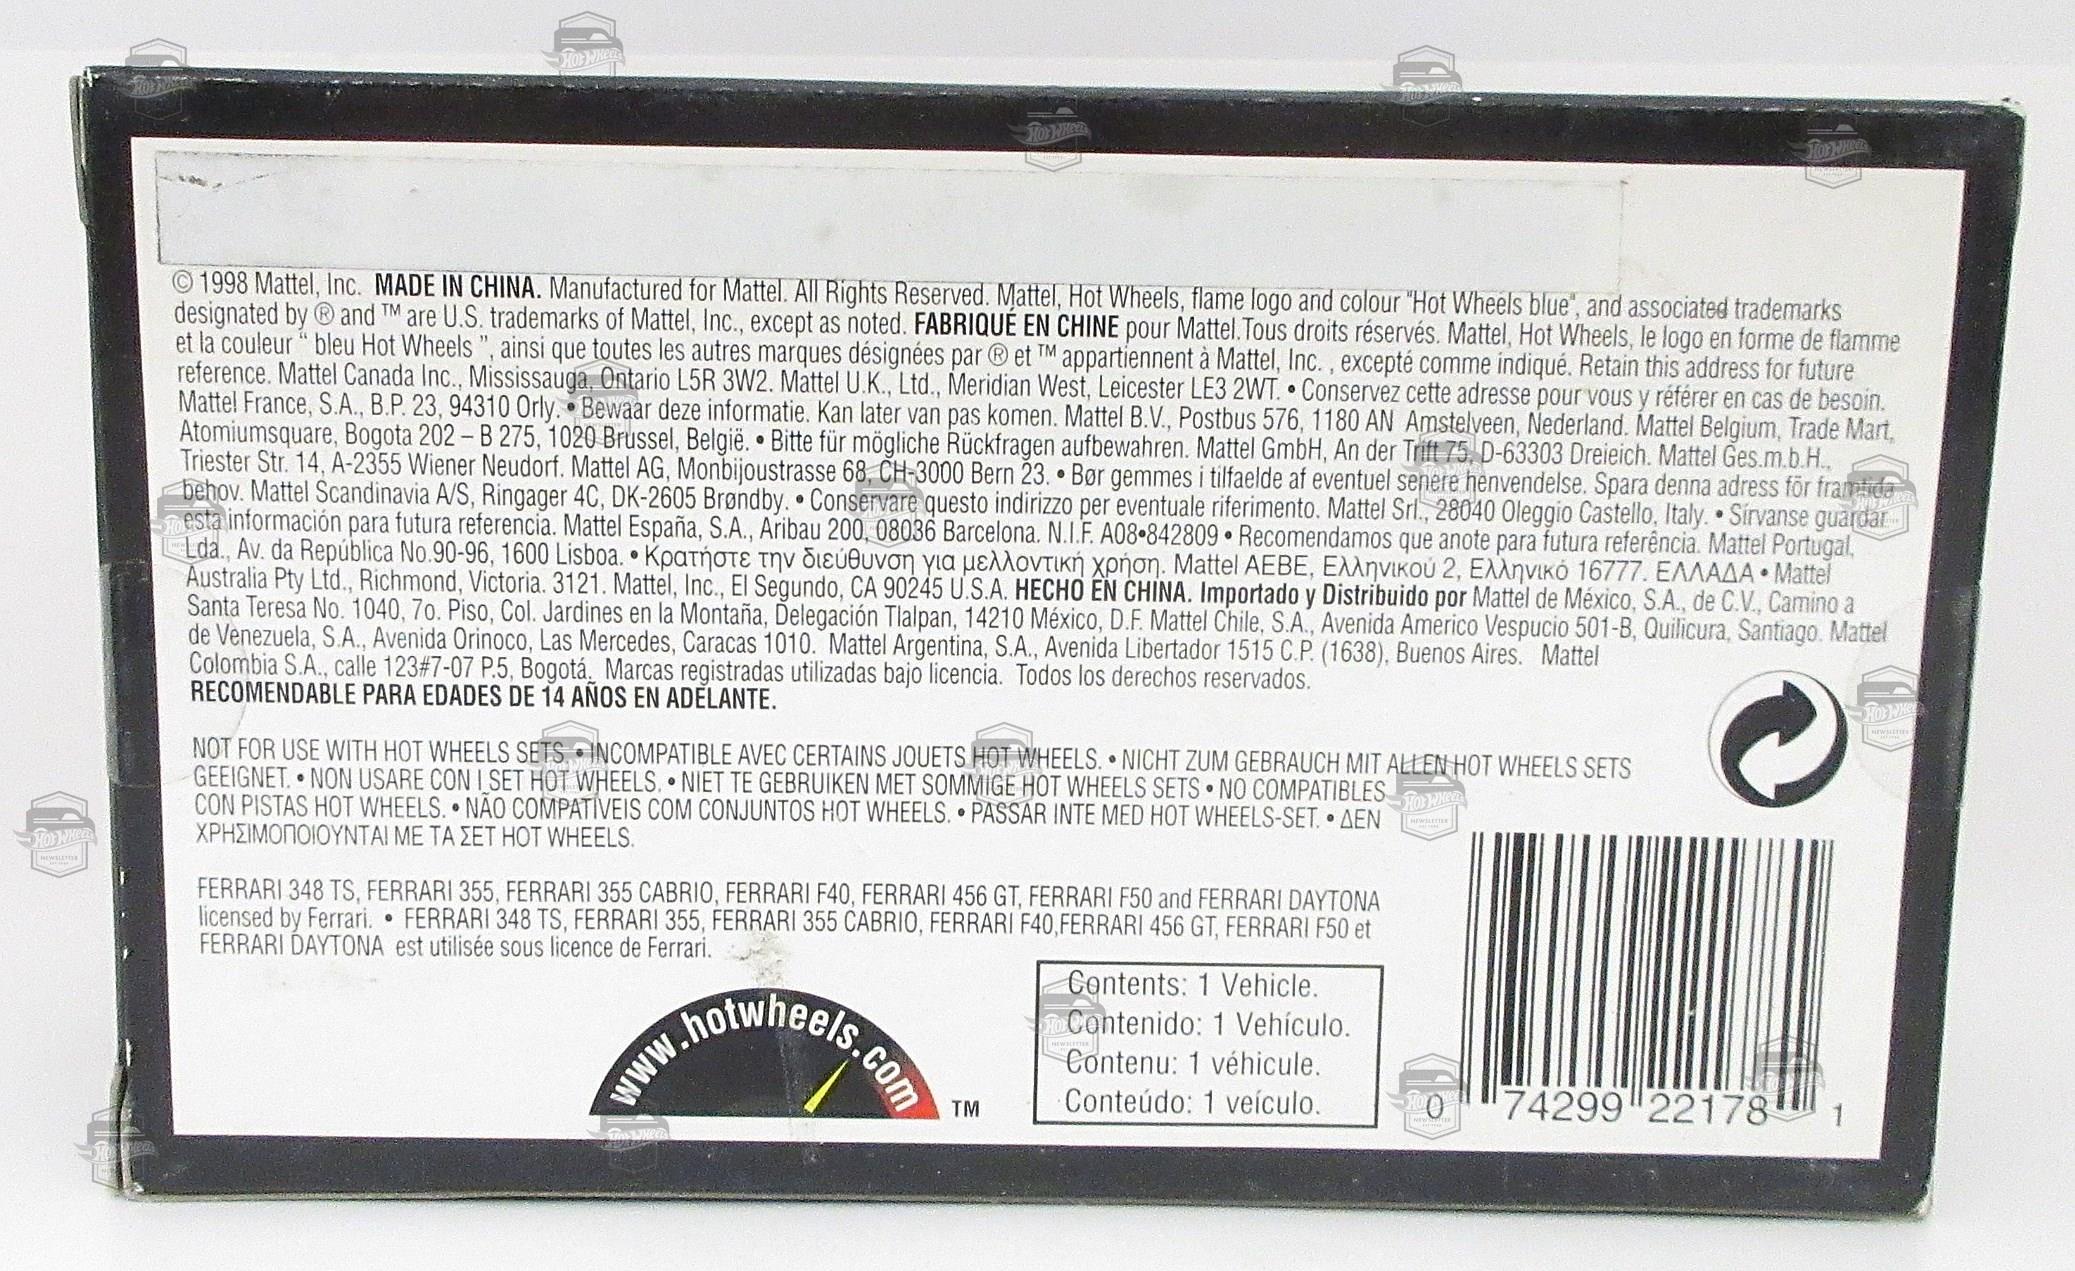 © 1998 Mattel, Inc. MADE IN CHINA. Manufactured for Mattel. All Rights Reserved. Mattel, Hot Wheels, flame logo and colour "Hot Wheels blue", and associated trademarks
designated by ® and ™ are U.S. trademarks of Mattel, Inc., except as noted. FABRIQUÉ EN CHINE pour Mattel.Tous droits réservés. Mattel, Hot Wheels, le logo en forme de flamme
et la couleur " bleu Hot Wheels ", ainsi que toutes les autres marques désignées par ® et ™ appartiennent à Mattel, Inc. , excepté comme indiqué. Retain this address for future
reference. Mattel Canada Inc., Mississauga, Ontario L5R 3W2. Mattel U.K., Ltd., Meridian West, Leicester LE3 2WT. • Conservez cette adresse pour vous y référer en cas de besoin.
Mattel France, S.A., B.P. 23, 94310 Orly. • Bewaar deze informatie. Kan later van pas komen. Mattel B.V., Postbus 576, 1180 AN Amstelveen, Nederland. Mattel Belgium, Trade Mart,
Atomiumsquare, Bogota 202 – B 275, 1020 Brussel, België. • Bitte für mögliche Rückfragen aufbewahren. Mattel GmbH, An der Trift 75, D-63303 Dreieich. Mattel Ges.m.b.H.,
Triester Str. 14, A-2355 Wiener Neudorf. Mattel AG, Monbijoustrasse 68, CH-3000 Bern 23. • Bør gemmes i tilfaelde af eventuel senere henvendelse. Spara denna adress för framtida
behov. Mattel Scandinavia A/S, Ringager 4C, DK-2605 Brøndby. • Conservare questo indirizzo per eventuale riferimento. Mattel Srl., 28040 Oleggio Castello, Italy. • Sírvanse guardar
esta información para futura referencia. Mattel España, S.A., Aribau 200, 08036 Barcelona. N.I.F. A08•842809 • Recomendamos que anote para futura referência. Mattel Portugal,
Lda., Av. da República No.90-96, 1600 Lisboa. • Κρατήστε την διεύθυνση για μελλοντική χρήση. Mattel AEBE, Ελληνικού 2, Ελληνικό 16777. ΕΛΛΑΔΑ • Mattel
Australia Pty Ltd., Richmond, Victoria. 3121. Mattel, Inc., El Segundo, CA 90245 U.S.A. HECHO EN CHINA. Importado y Distribuido por Mattel de México, S.A., de C.V., Camino a
Santa Teresa No. 1040, 7o. Piso, Col. Jardines en la Montaña, Delegación Tlalpan, 14210 México, D.F. Mattel Chile, S.A., Avenida Americo Vespucio 501-B, Quilicura, Santiago. Mattel
de Venezuela, S.A., Avenida Orinoco, Las Mercedes, Caracas 1010. Mattel Argentina, S.A., Avenida Libertador 1515 C.P. (1638), Buenos Aires. Mattel
Colombia S.A., calle 123#7-07 P.5, Bogotá, Marcas registradas utilizadas bajo licencia. Todos los derechos reservados.
RECOMENDABLE PARA EDADES DE 14 AÑOS EN ADELANTE.
NOT FOR USE WITH HOT WHEELS SETS. • INCOMPATIBLE AVEC CERTAINS JOUETS HOT WHEELS. • NICHT ZUM GEBRAUCH MIT ALLEN HOT WHEELS SETS
GEEIGNET. • NON USARE CON I SET HOT WHEELS. • NIET TE GEBRUIKEN MET SOMMIGE HOT WHEELS SETS • NO COMPATIBLES
CON PISTAS HOT WHEELS. • NÃO COMPATÍVEIS COM CONJUNTOS HOT WHEELS. • PASSAR INTE MED HOT WHEELS-SET. • ΔΕΝ
ΧΡΗΣΙΜΟΠΟΙΟΥΝΤΑΙ ΜΕ ΤΑ ΣΕΤ HOT WHEELS.
FERRARI 348 TS, FERRARI 355, FERRARI 355 CABRIO, FERRARI F40, FERRARI 456 GT, FERRARI F50 and FERRARI DAYTONA
licensed by Ferrari. • FERRARI 348 TS, FERRARI 355, FERRARI 355 CABRIO, FERRARI F40,FERRARI 456 GT, FERRARI F50 et
FERRARI DAYTONA est utilisée sous licence de Ferrari.
www.hotwheels.com ™
Contents: 1 Vehicle.
Contenido: 1 Vehículo.
Contenu: 1 véhicule.
Conteúdo: 1 veículo.
0 74299 22178 1
HOT WHEELS
NEWSLETTER